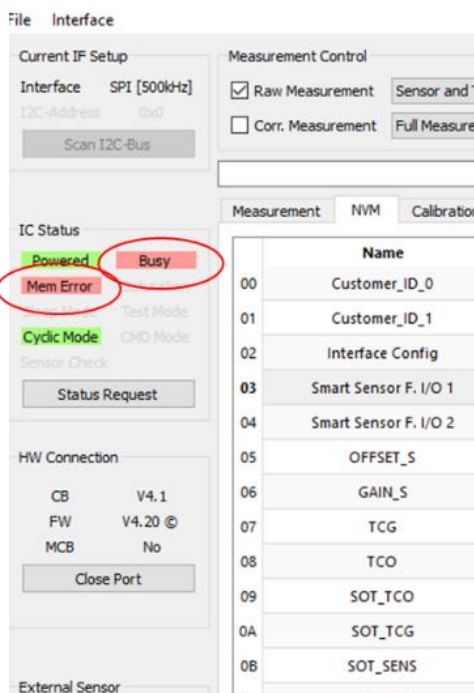 File Interface
Current IF Setup
Interface SPI [500kHz]
I2C-Address 0x0
Scan I2C-Bus
IC Status
Powered Busy
Mem Error
Sleep Mode Test Mode
Cyclic Mode CMD Mode
Sensor Check
Status Request
HW Connection
CB V4.1
FW V4.20 ©
MCB No
Close Port
External Sensor
Measurement Control
Raw Measurement Sensor and
Corr. Measurement Full Measure
Measurement NVM Calibration
Name
00 Customer_ID_0
01 Customer_ID_1
02 Interface Config
03 Smart Sensor F. I/O 1
04 Smart Sensor F. I/O 2
05 OFFSET_S
06 GAIN_S
07 TCG
08 TCO
09 SOT_TCO
0A SOT_TCG
0B SOT_SENS